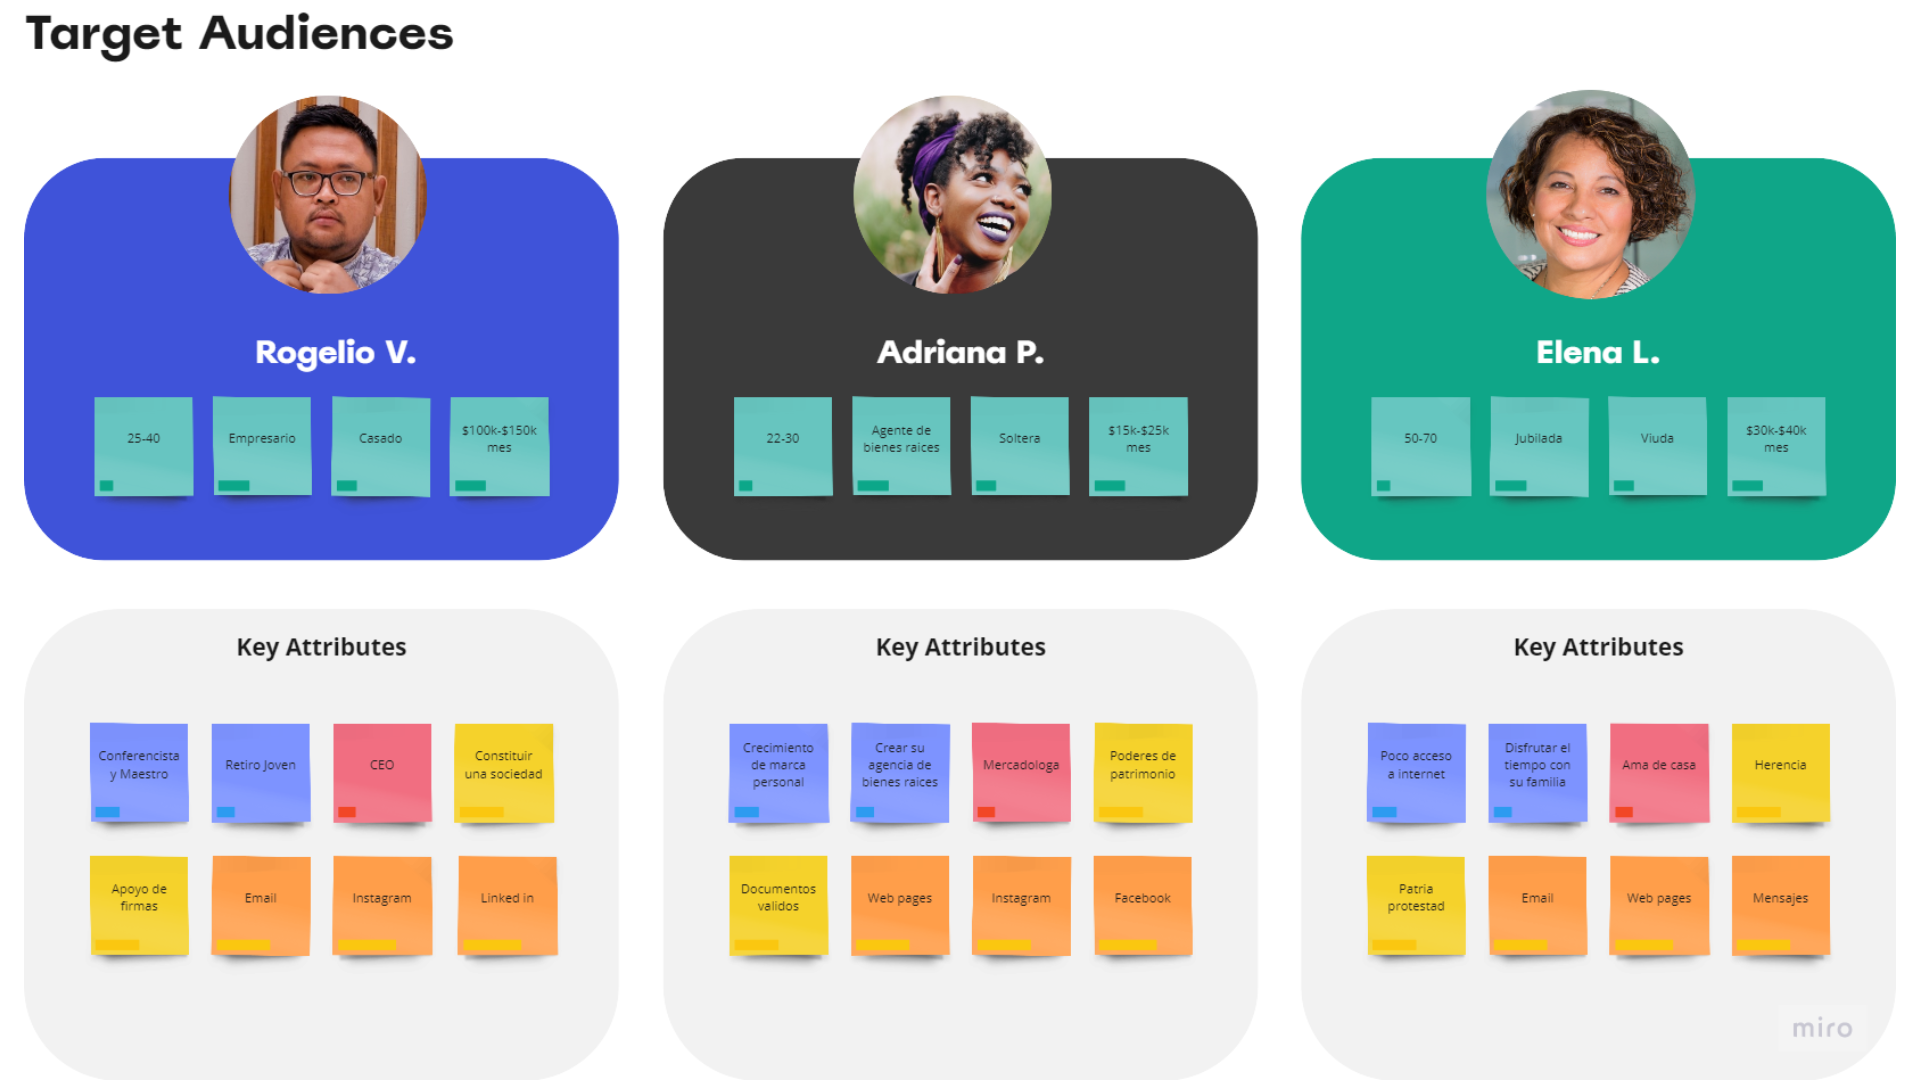 Target Audiences
Rogelio V.
25-40
Empresario
Casado
$100k-$150k
mes
Key Attributes
Conferencista
y Maestro
Retiro Joven
CEO
Constituir
una sociedad
Apoyo de
firmas
Email
Instagram
Linked in
Adriana P.
22-30
Agente de
bienes raices
Soltera
$15k-$25k
mes
Key Attributes
Crecimiento
de marca
personal
Crear su
agencia de
bienes raices
Mercadologa
Poderes de
patrimonio
Documentos
validos
Web pages
Instagram
Facebook
Elena L.
50-70
Jubilada
Viuda
$30k-$40k
mes
Key Attributes
Poco acceso
a internet
Disfrutar el
tiempo con
su familia
Ama de casa
Herencia
Patria
protestad
Email
Web pages
Mensajes
miro